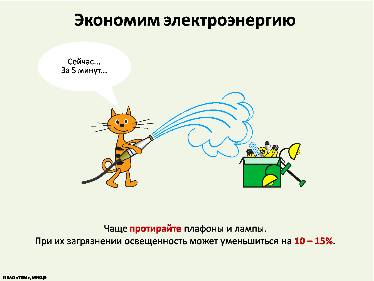 Экономим электроэнергию
Сейчас...
За 5 минут...
Чаще протирайте плафоны и лампы.
При их загрязнении освещенность может уменьшиться на 10 – 15%.